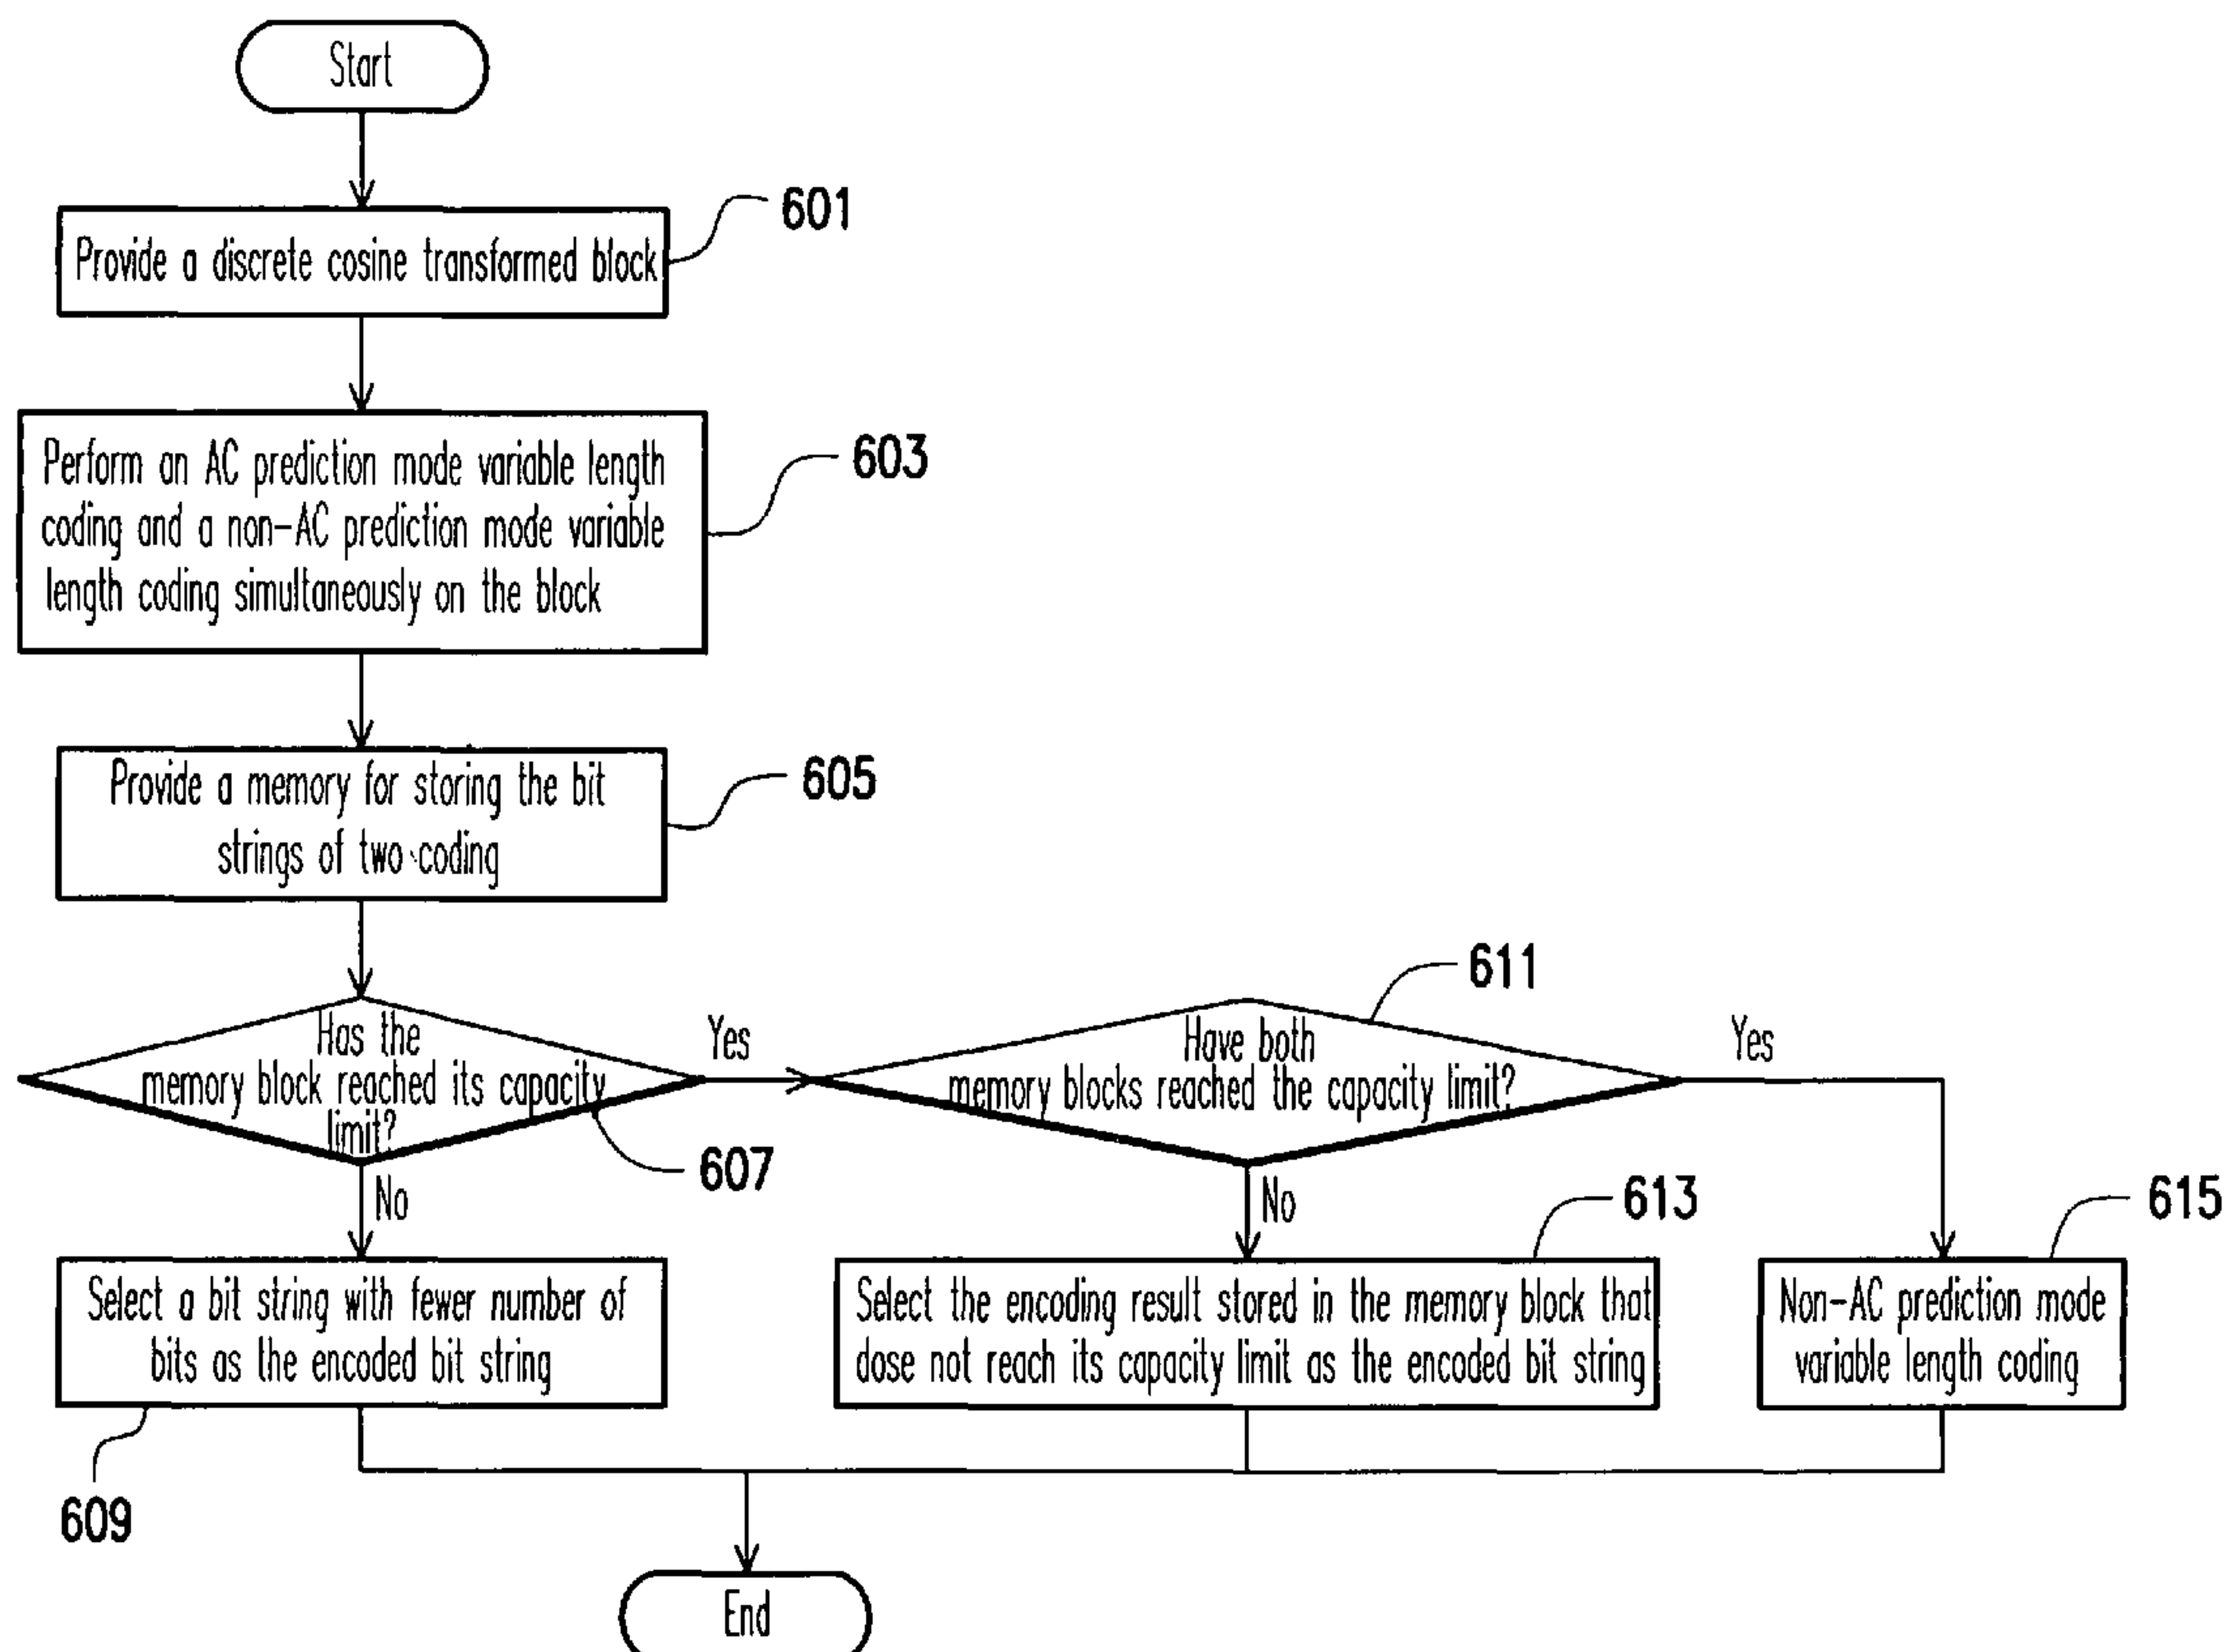 Start
Provide a discrete cosine transformed block
601
Perform an AC prediction mode variable length
coding and a non-AC prediction mode variable
length coding simultaneously on the block
603
Provide a memory for storing the bit
strings of two coding
605
Has the
memory block reached its capacity
limit?
607
Yes
No
Have both
memory blocks reached the capacity limit?
611
Yes
No
Select a bit string with fewer number of
bits as the encoded bit string
609
Select the encoding result stored in the memory block that
dose not reach its capacity limit as the encoded bit string
613
Non-AC prediction mode
variable length coding
615
End